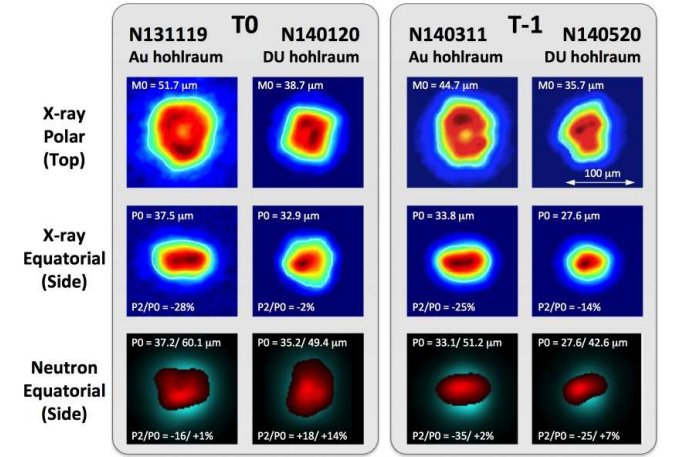 T0
T-1
N131119
N140120
N140311
N140520
Au hohlraum
DU hohlraum
Au hohlraum
DU hohlraum
X-ray
Polar
(Top)
M0 = 51.7 µm
M0 = 38.7 µm
M0 = 44.7 µm
M0 = 35.7 µm
100 µm
X-ray
Equatorial
(Side)
P0 = 37.5 µm
P0 = 32.9 µm
P0 = 33.8 µm
P0 = 27.6 µm
P2/P0 = -28%
P2/P0 = -2%
P2/P0 = -25%
P2/P0 = -14%
Neutron
Equatorial
(Side)
P0 = 37.2/ 60.1 µm
P0 = 35.2/ 49.4 µm
P0 = 33.1/ 51.2 µm
P0 = 27.6/ 42.6 µm
P2/P0 = -16/ +1%
P2/P0 = +18/ +14%
P2/P0 = -35/ +2%
P2/P0 = -25/ +7%